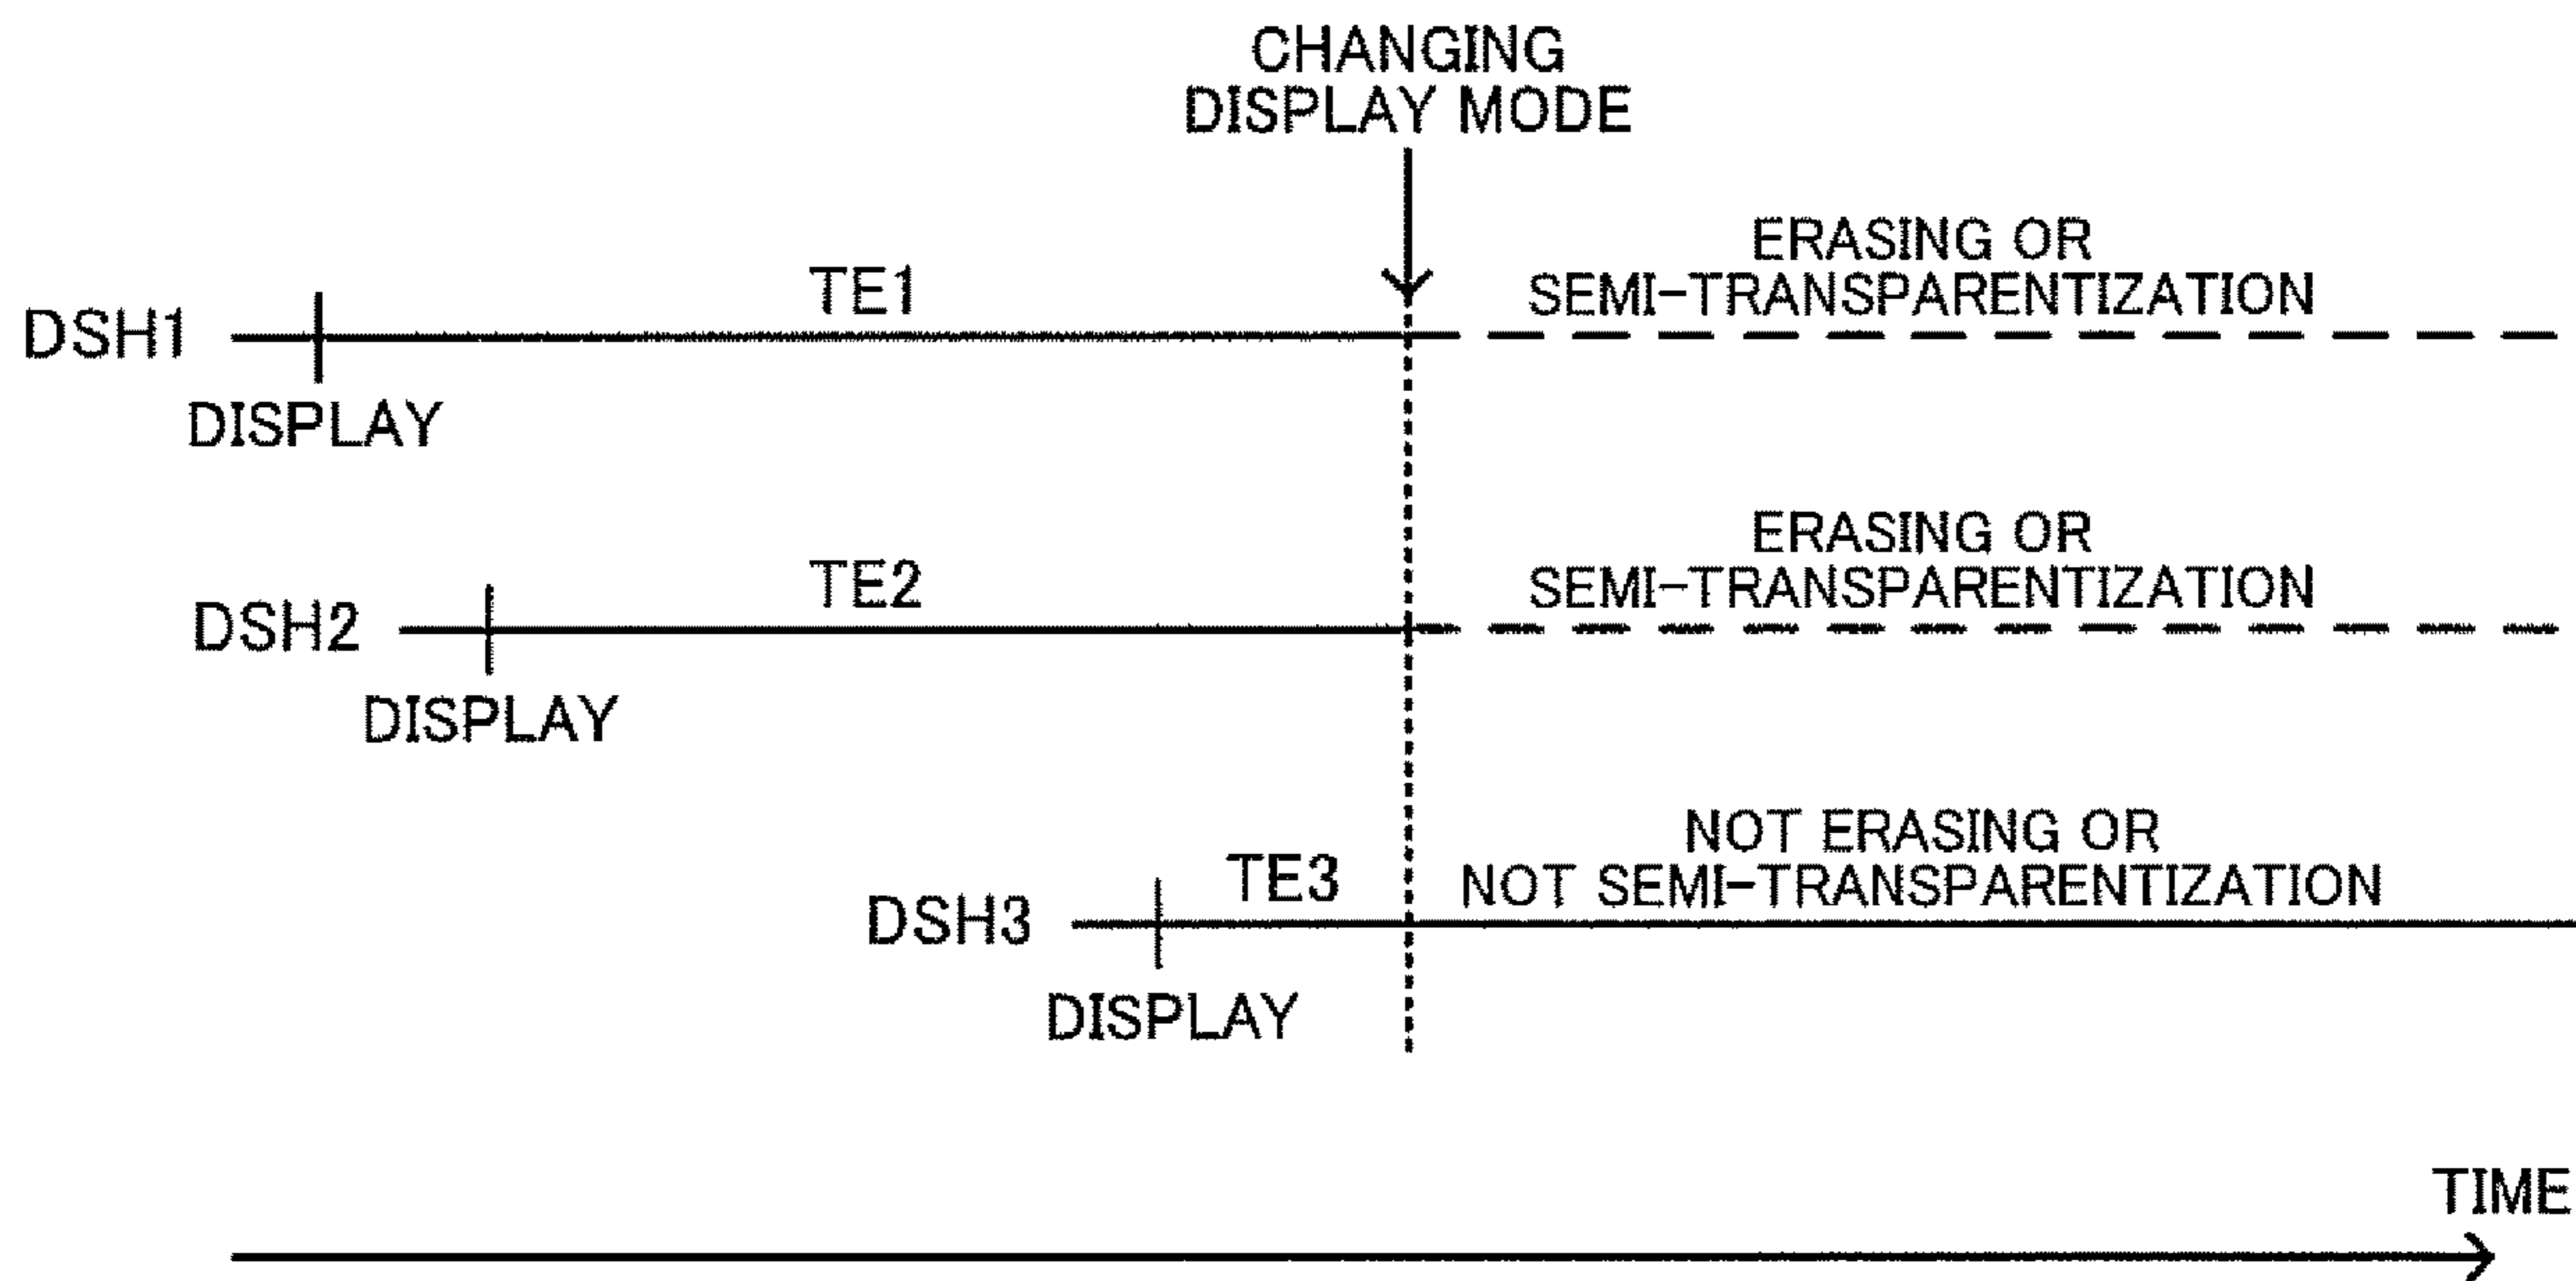 CHANGING
DISPLAY MODE
ERASING OR
SEMI-TRANSPARENTIZATION
TE1
DSH1
DISPLAY
ERASING OR
SEMI-TRANSPARENTIZATION
TE2
DSH2
DISPLAY
NOT ERASING OR
NOT SEMI-TRANSPARENTIZATION
TE3
DSH3
DISPLAY
TIME